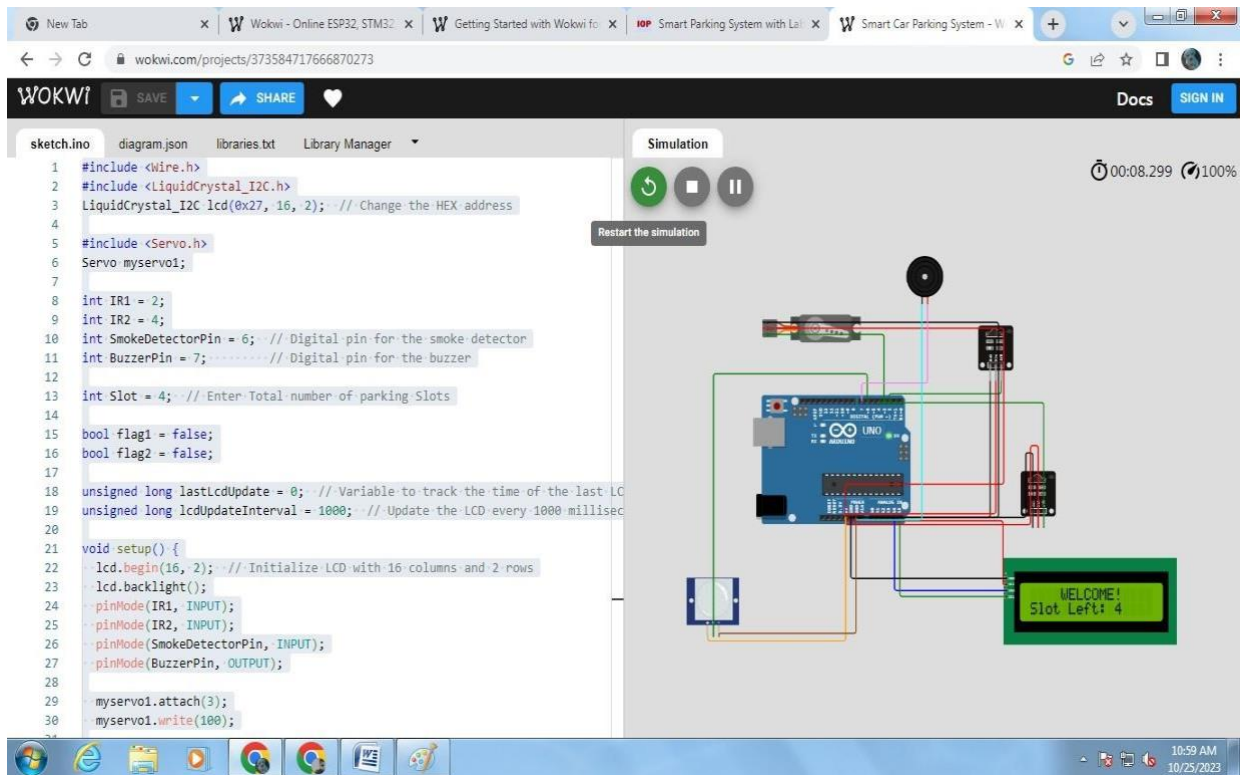 New Tab
Wokwi - Online ESP32, STM32
Getting Started with Wokwi fo
IOP Smart Parking System with Lal
Smart Car Parking System - W
wokwi.com/projects/373584717666870273
WOKWI
SAVE
SHARE
Docs
SIGN IN
sketch.ino
diagram.json
libraries.txt
Library Manager
Simulation
00:08.299
100%
Restart the simulation
1 #include <Wire.h>
2 #include <LiquidCrystal_I2C.h>
3 LiquidCrystal_I2C lcd(0x27, 16, 2); // Change the HEX address
4
5 #include <Servo.h>
6 Servo myservo1;
7
8 int IR1 = 2;
9 int IR2 = 4;
10 int SmokeDetectorPin = 6; // Digital pin for the smoke detector
11 int BuzzerPin = 7; // Digital pin for the buzzer
12
13 int Slot = 4; // Enter Total number of parking Slots
14
15 bool flag1 = false;
16 bool flag2 = false;
17
18 unsigned long lastLcdUpdate = 0; // Variable to track the time of the last LC
19 unsigned long lcdUpdateInterval = 1000; // Update the LCD every 1000 millisec
20
21 void setup() {
22 lcd.begin(16, 2); // Initialize LCD with 16 columns and 2 rows
23 lcd.backlight();
24 pinMode(IR1, INPUT);
25 pinMode(IR2, INPUT);
26 pinMode(SmokeDetectorPin, INPUT);
27 pinMode(BuzzerPin, OUTPUT);
28
29 myservo1.attach(3);
30 myservo1.write(100);
UNO
ARDUINO
WELCOME!
Slot Left: 4
10:59 AM
10/25/2023